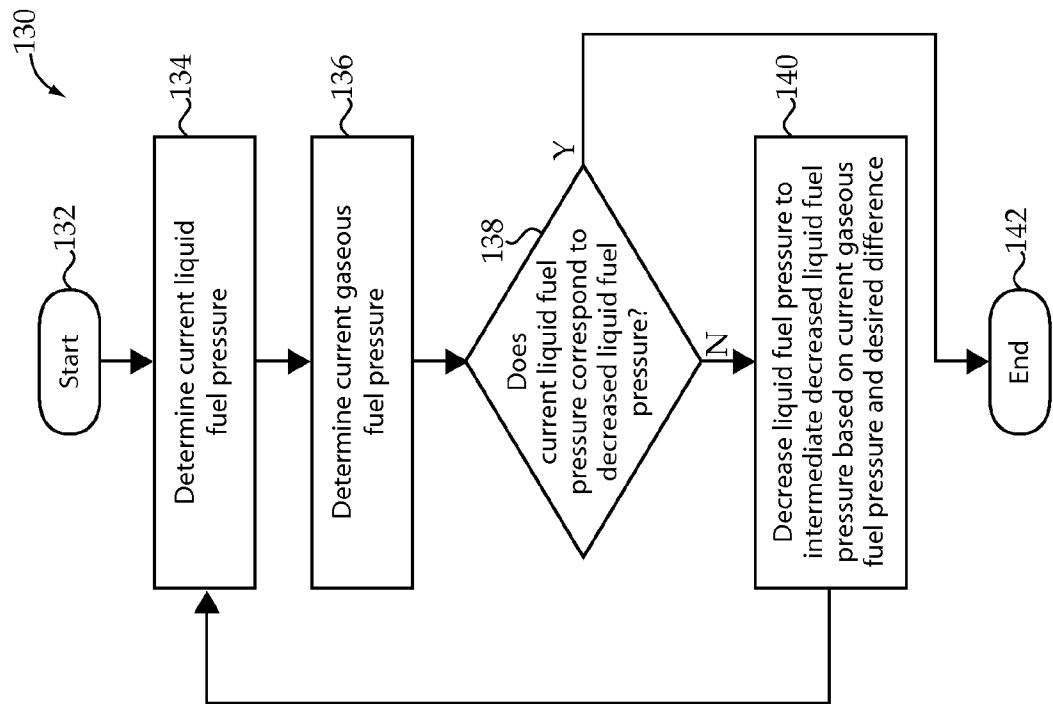 130
Start
132
Determine current liquid
fuel pressure
134
Determine current gaseous
fuel pressure
136
Does
current liquid fuel
pressure correspond to
decreased liquid fuel
pressure?
138
Y
N
Decrease liquid fuel pressure to
intermediate decreased liquid fuel
pressure based on current gaseous
fuel pressure and desired difference
140
End
142